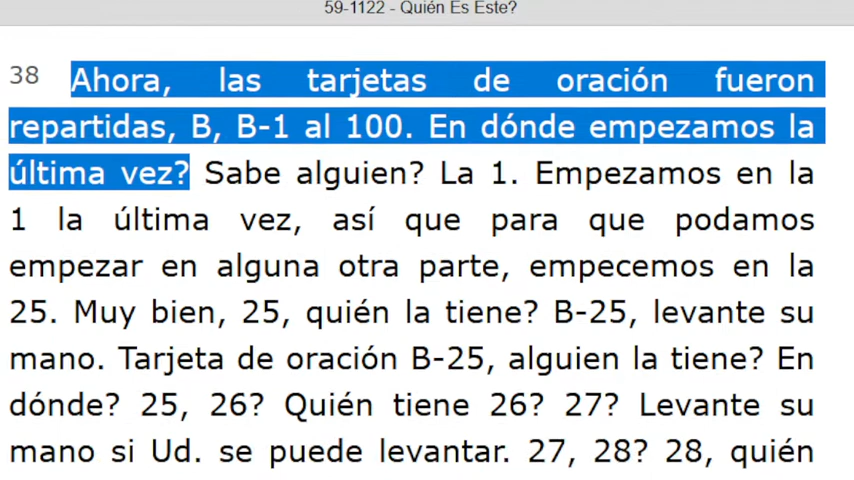 59-1122 - Quién Es Este?
38 Ahora, las tarjetas de oración fueron
repartidas, B, B-1 al 100. En dónde empezamos la
última vez? Sabe alguien? La 1. Empezamos en la
1 la última vez, así que para que podamos
empezar en alguna otra parte, empecemos en la
25. Muy bien, 25, quién la tiene? B-25, levante su
mano. Tarjeta de oración B-25, alguien la tiene? En
dónde? 25, 26? Quién tiene 26? 27? Levante su
mano si Ud. se puede levantar. 27, 28? 28, quién